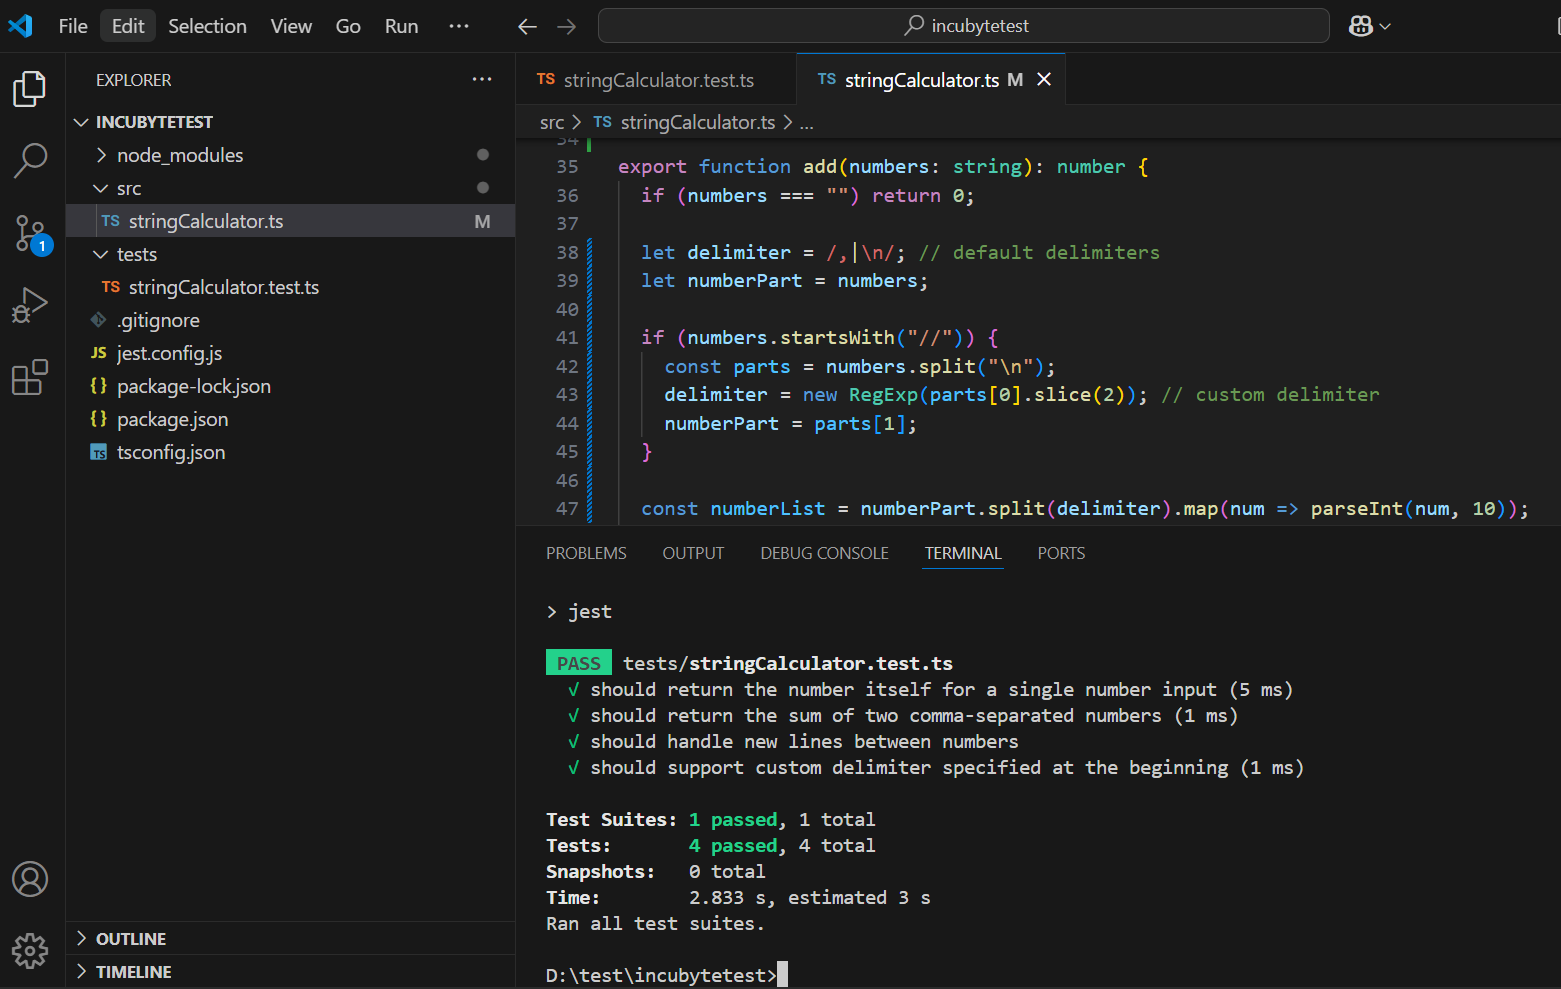 File Edit Selection View Go Run ··· ← → incubytetest
EXPLORER ···
INCUBYTETEST
node_modules
src
TS stringCalculator.ts M
tests
TS stringCalculator.test.ts
.gitignore
JS jest.config.js
{} package-lock.json
{} package.json
TS tsconfig.json
1
OUTLINE
TIMELINE
TS stringCalculator.test.ts
TS stringCalculator.ts M
src > TS stringCalculator.ts > ...
34
35 export function add(numbers: string): number {
36 if (numbers === "") return 0;
37
38 let delimiter = /,|\n/; // default delimiters
39 let numberPart = numbers;
40
41 if (numbers.startsWith("//")) {
42 const parts = numbers.split("\n");
43 delimiter = new RegExp(parts[0].slice(2)); // custom delimiter
44 numberPart = parts[1];
45 }
46
47 const numberList = numberPart.split(delimiter).map(num => parseInt(num, 10));
PROBLEMS OUTPUT DEBUG CONSOLE TERMINAL PORTS
> jest
PASS tests/stringCalculator.test.ts
√ should return the number itself for a single number input (5 ms)
√ should return the sum of two comma-separated numbers (1 ms)
√ should handle new lines between numbers
√ should support custom delimiter specified at the beginning (1 ms)
Test Suites: 1 passed, 1 total
Tests: 4 passed, 4 total
Snapshots: 0 total
Time: 2.833 s, estimated 3 s
Ran all test suites.
D:\test\incubytetest>